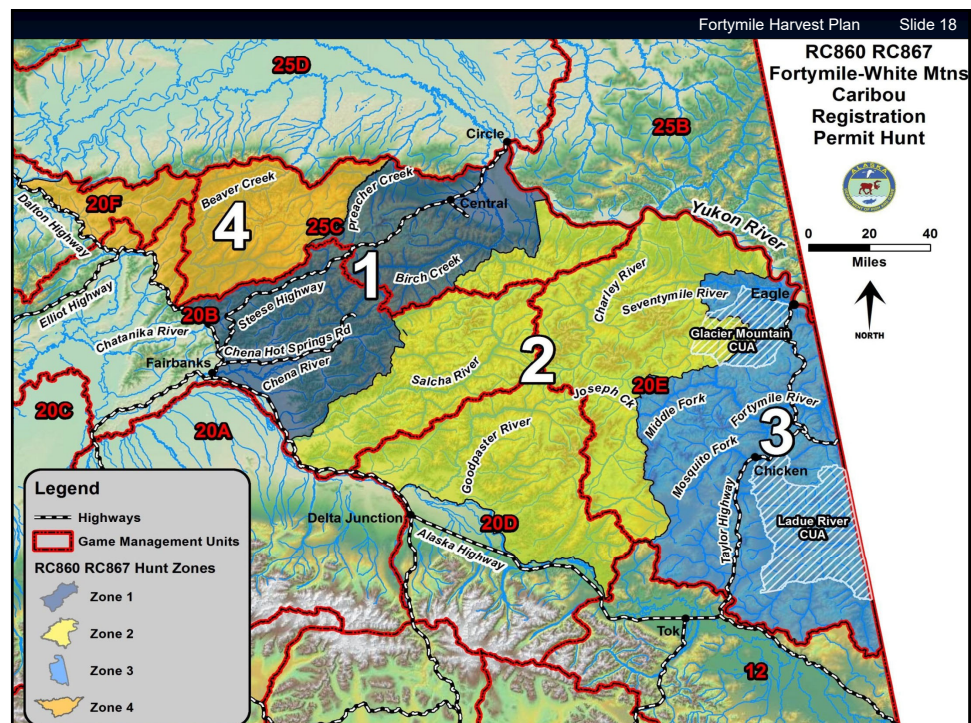 Fortymile Harvest Plan Slide 18
RC860 RC867
Fortymile-White Mtns
Caribou
Registration
Permit Hunt
ALASKA
0 20 40
Miles
NORTH
25D
25B
Circle
Beaver Creek
Preacher Creek
Central
20F
Dalton Highway
25C
4
1
Yukon River
Birch Creek
Charley River
Seventymile River
Eagle
Elliot Highway
Steese Highway
20B
Chatanika River
Chena Hot Springs Rd
Glacier Mountain
CUA
Fairbanks
Chena River
Salcha River
2
20E
Joseph Ck
20C
20A
Middle Fork
Fortymile River
3
Goodpaster River
Mosquito Fork
Chicken
Delta Junction
20D
Alaska Highway
Taylor Highway
Ladue River
CUA
Tok
12
Legend
Highways
Game Management Units
RC860 RC867 Hunt Zones
Zone 1
Zone 2
Zone 3
Zone 4